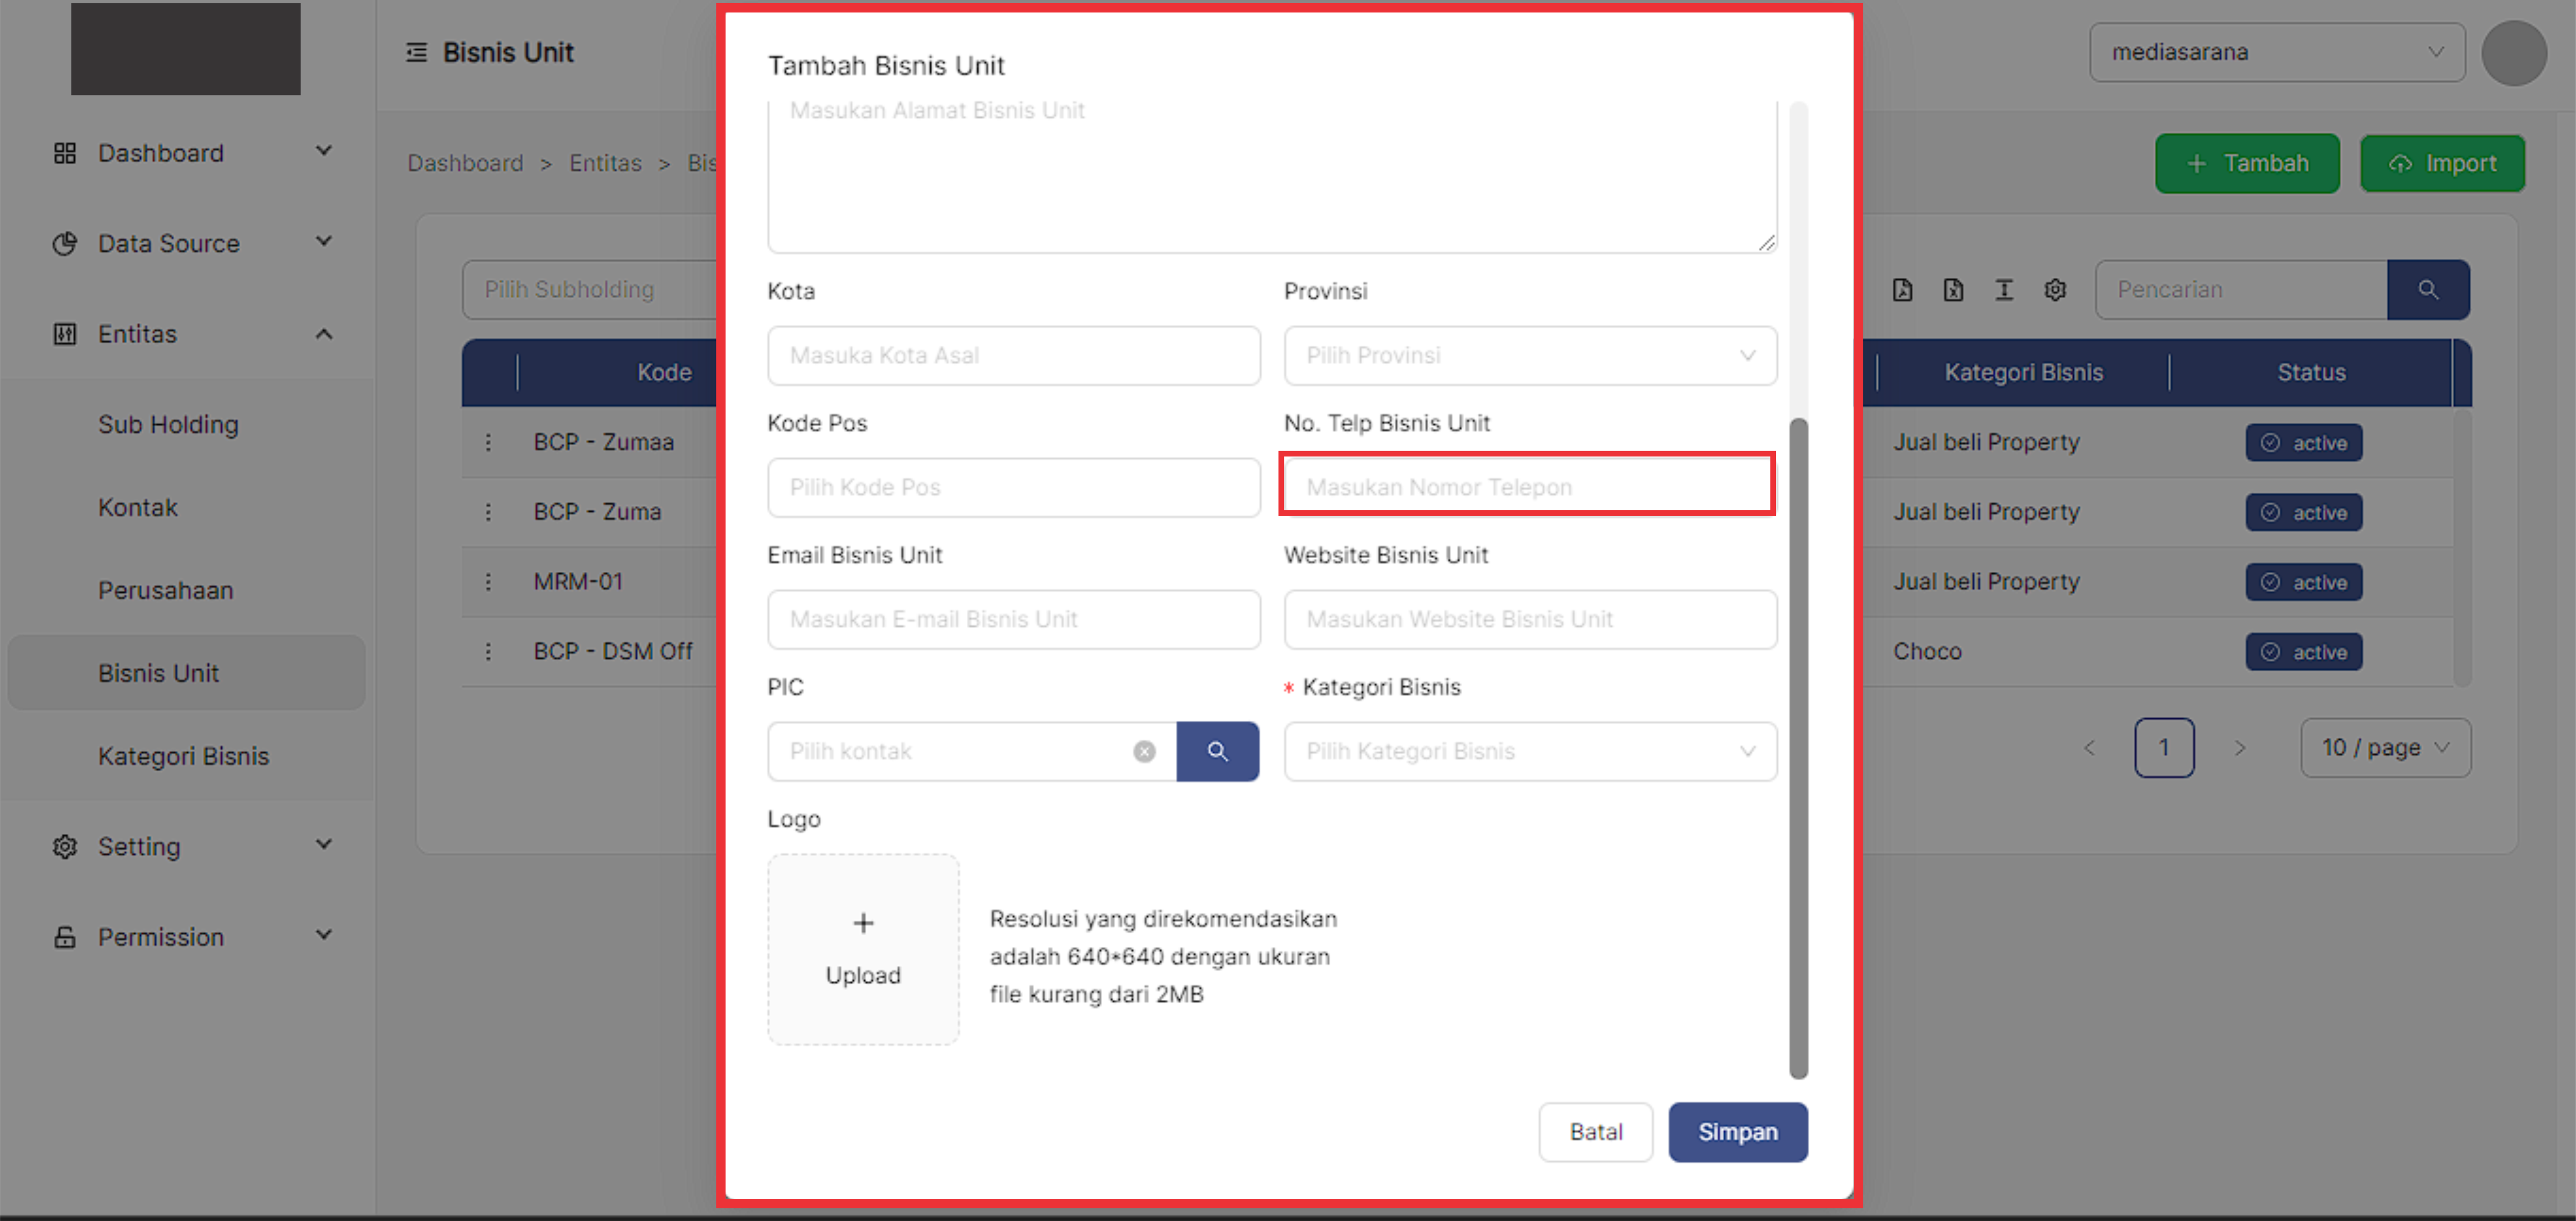 Bisnis Unit
mediasarana
Dashboard
Data Source
Entitas
Sub Holding
Kontak
Perusahaan
Bisnis Unit
Kategori Bisnis
Setting
Permission
Dashboard > Entitas > Bis
+ Tambah
Import
Pilih Subholding
Pencarian
Kode
Kategori Bisnis
Status
BCP - Zumaa
Jual beli Property
active
BCP - Zuma
Jual beli Property
active
MRM-01
Jual beli Property
active
BCP - DSM Off
Choco
active
< 1 >
10 / page
Tambah Bisnis Unit
Masukan Alamat Bisnis Unit
Kota
Masuka Kota Asal
Provinsi
Pilih Provinsi
Kode Pos
Pilih Kode Pos
No. Telp Bisnis Unit
Masukan Nomor Telepon
Email Bisnis Unit
Masukan E-mail Bisnis Unit
Website Bisnis Unit
Masukan Website Bisnis Unit
PIC
Pilih kontak
* Kategori Bisnis
Pilih Kategori Bisnis
Logo
+
Upload
Resolusi yang direkomendasikan
adalah 640*640 dengan ukuran
file kurang dari 2MB
Batal
Simpan